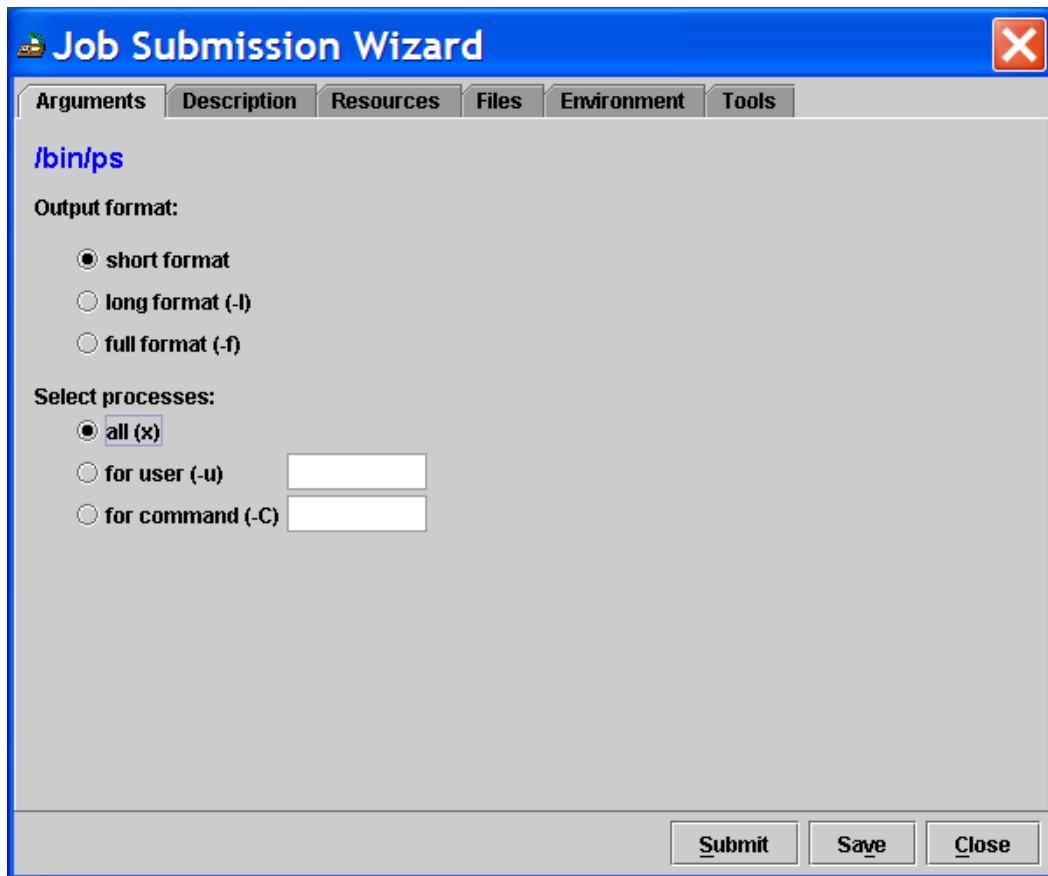 Job Submission Wizard
Arguments Description Resources Files Environment Tools
/bin/ps
Output format:
short format
long format (-l)
full format (-f)
Select processes:
all (x)
for user (-u)
for command (-C)
Submit Save Close